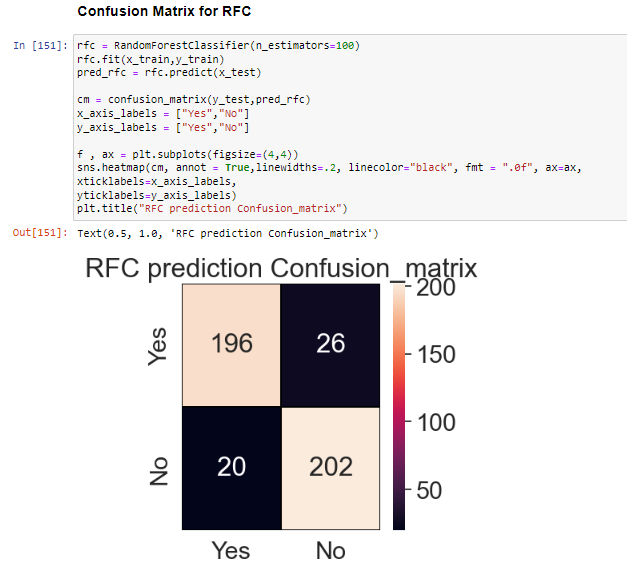 Confusion Matrix for RFC
In [151]: rfc = RandomForestClassifier(n_estimators=100)
rfc.fit(x_train,y_train)
pred_rfc = rfc.predict(x_test)
cm = confusion_matrix(y_test,pred_rfc)
x_axis_labels = ["Yes","No"]
y_axis_labels = ["Yes","No"]
f , ax = plt.subplots(figsize=(4,4))
sns.heatmap(cm, annot = True,linewidths=.2, linecolor="black", fmt = ".0f", ax=ax,
xticklabels=x_axis_labels,
yticklabels=y_axis_labels)
plt.title("RFC prediction Confusion_matrix")
Out[151]: Text(0.5, 1.0, 'RFC prediction Confusion_matrix')
RFC prediction Confusion_matrix
200
Yes 196 26
150
100
No 20 202
50
Yes No